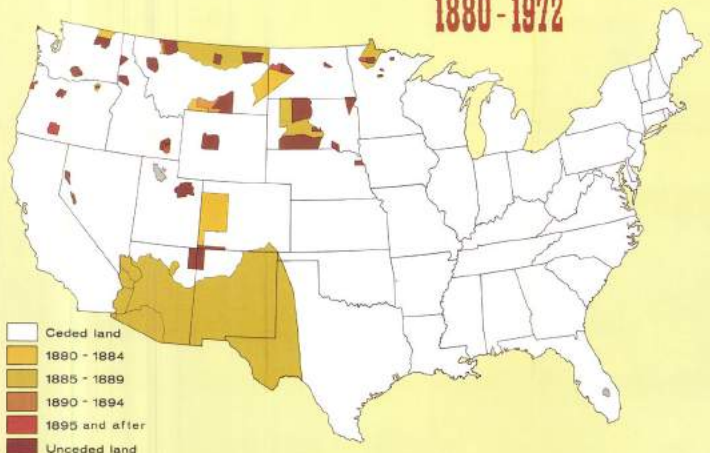 1880 - 1972
Ceded land
1880 - 1884
1885 - 1889
1890 - 1894
1895 and after
Unceded land